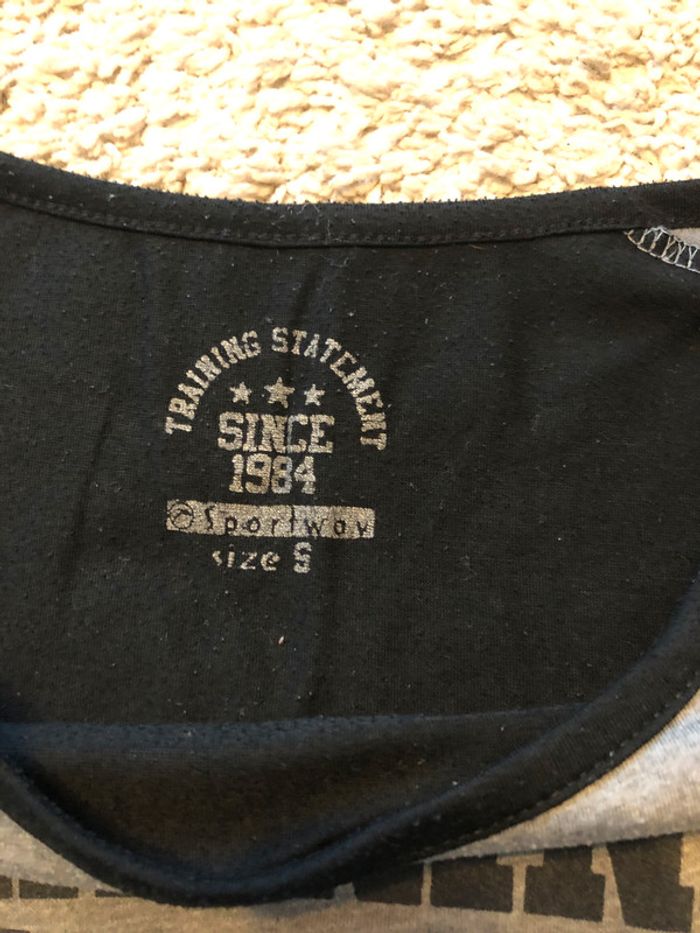 TRAINING STATEMENT
SINCE
1984
Sportway
size S